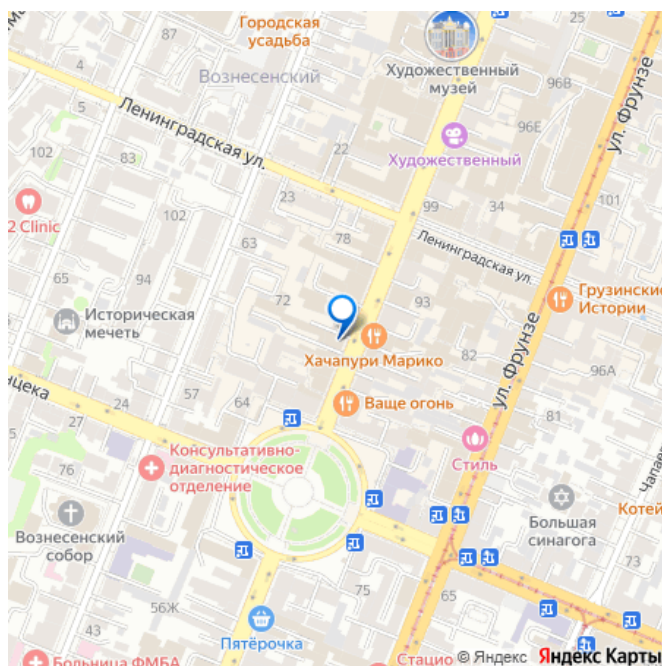 Городская
усадьба
87
Художественный
музей
Вознесенский
4
5
96В
ул. Фрунзе
Ленинградская ул.
96Е
Художественный
102
83
22
2 Clinic
102
23
99
34
101
78
63
Ленинградская ул.
65
94
72
93
Грузинские
Истории
Историческая
мечеть
Хачапури Марико
82
96А
ул. Фрунзе
57
нцека
24
27
64
Ваще огонь
81
Консультативно-
диагностическое
отделение
Стиль
76
Чапаев
Котей
Вознесенский
собор
Большая
синагога
73
75
65
56Ж
43
Пятёрочка
Больница ФМБА
Стацио
© Яндекс Яндекс Карты